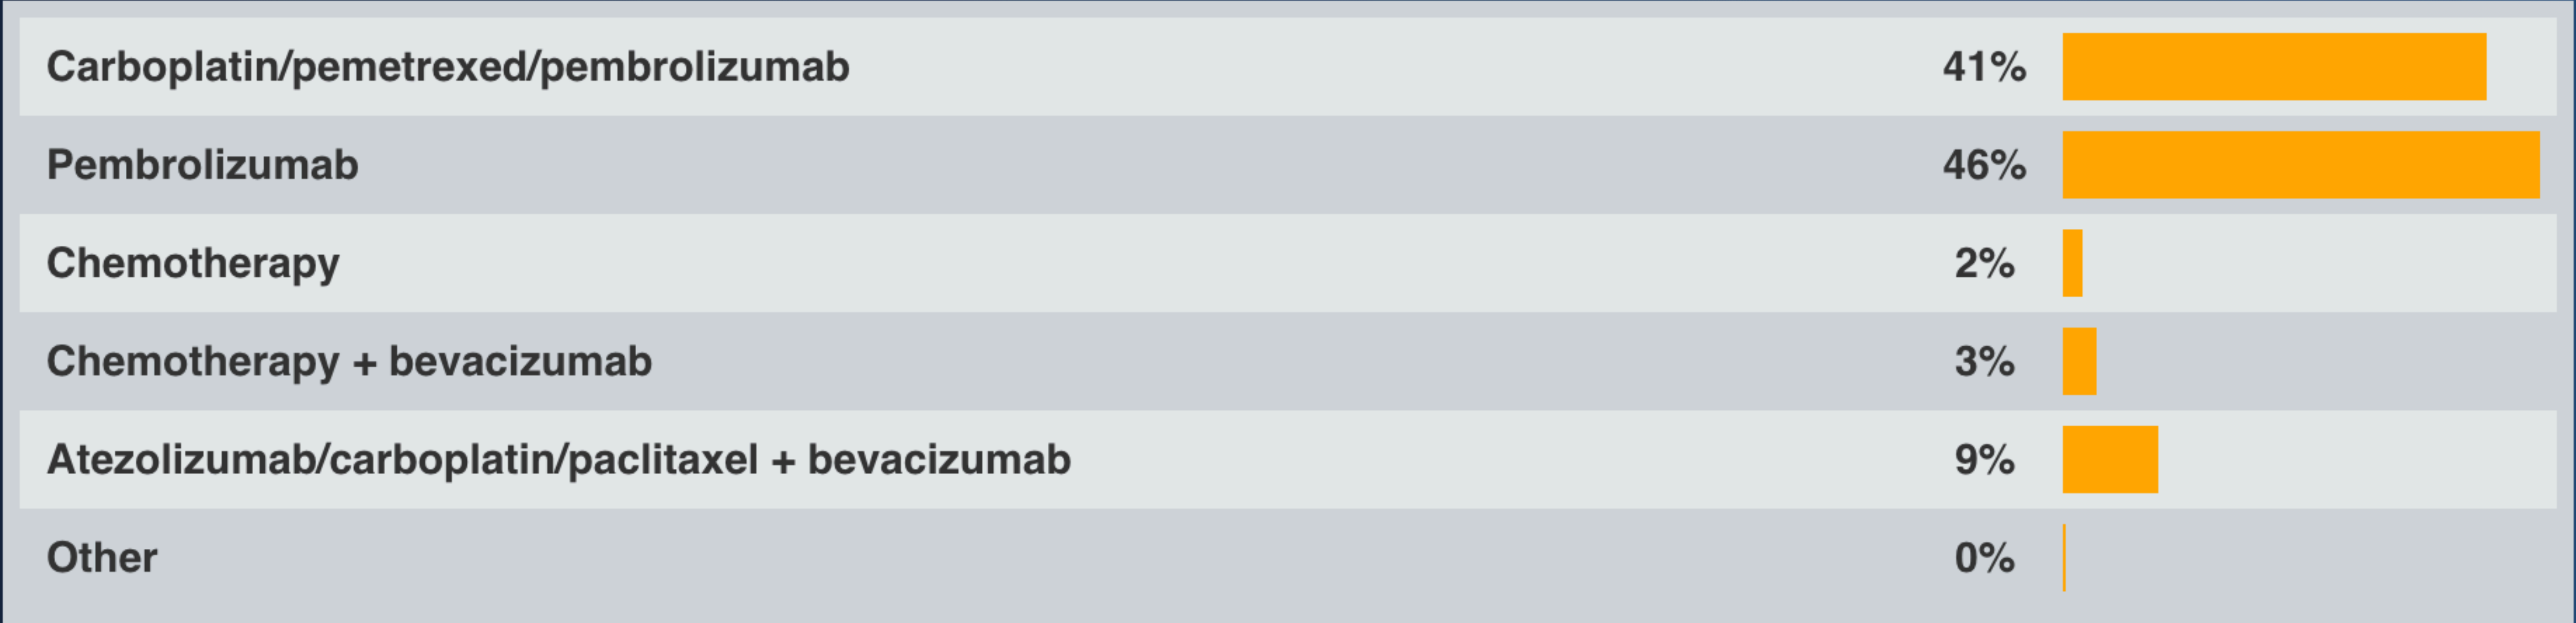 Carboplatin/pemetrexed/pembrolizumab 41%
Pembrolizumab 46%
Chemotherapy 2%
Chemotherapy + bevacizumab 3%
Atezolizumab/carboplatin/paclitaxel + bevacizumab 9%
Other 0%